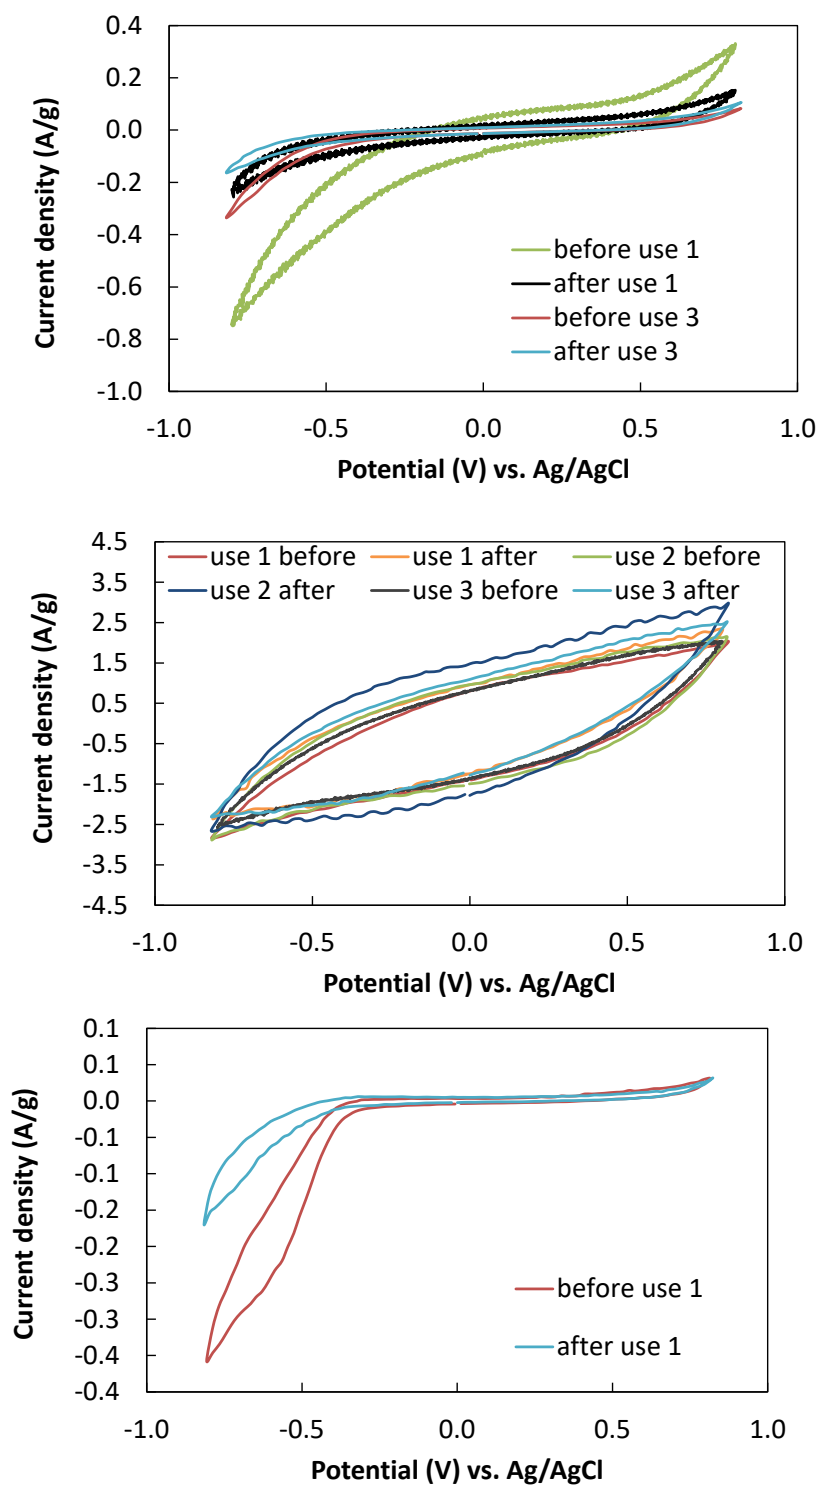 0.4
0.2
0.0
-0.2
-0.4
-0.6
-0.8
-1.0
Current density (A/g)
before use 1
after use 1
before use 3
after use 3
-1.0 -0.5 0.0 0.5 1.0
Potential (V) vs. Ag/AgCl
4.5
3.5
2.5
1.5
0.5
-0.5
-1.5
-2.5
-3.5
-4.5
Current density (A/g)
use 1 before use 1 after use 2 before
use 2 after use 3 before use 3 after
-1.0 -0.5 0.0 0.5 1.0
Potential (V) vs. Ag/AgCl
0.1
0.1
0.0
-0.1
-0.1
-0.2
-0.2
-0.3
-0.3
-0.4
-0.4
Current density (A/g)
before use 1
after use 1
-1.0 -0.5 0.0 0.5 1.0
Potential (V) vs. Ag/AgCl